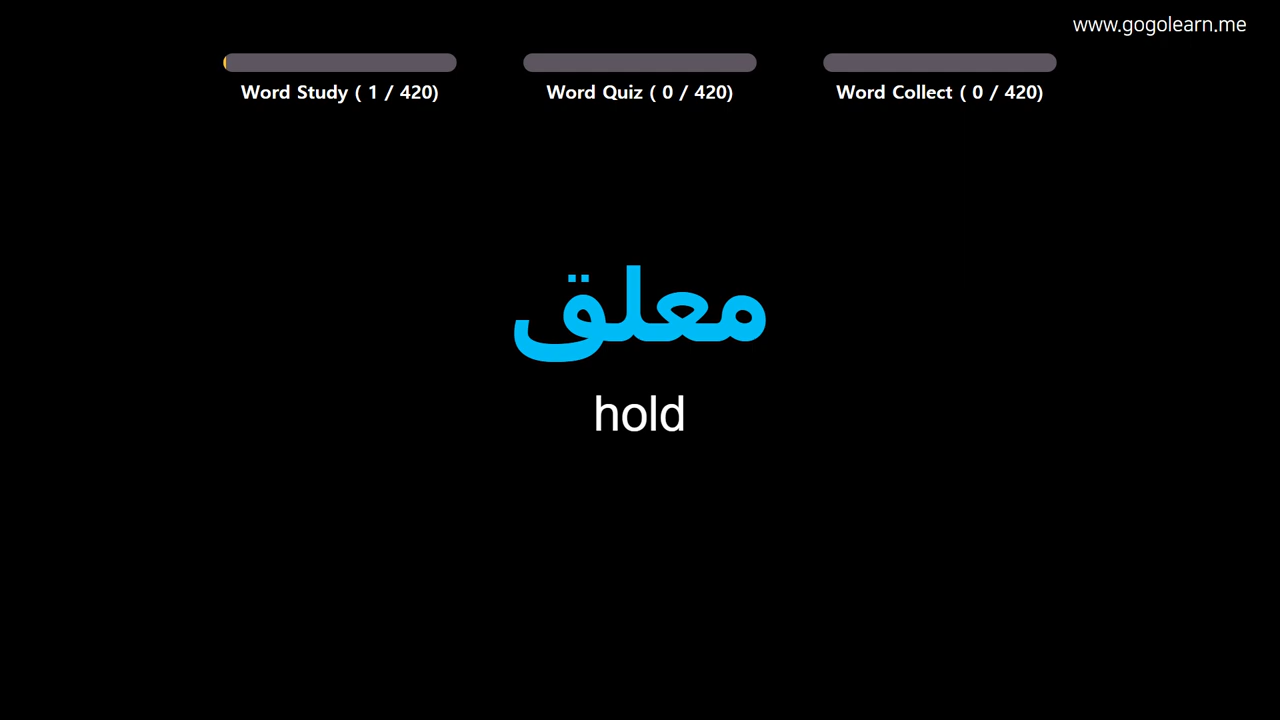 www.gogolearn.me
Word Study ( 1 / 420)
Word Quiz ( 0 / 420)
Word Collect ( 0 / 420)
معلق
hold